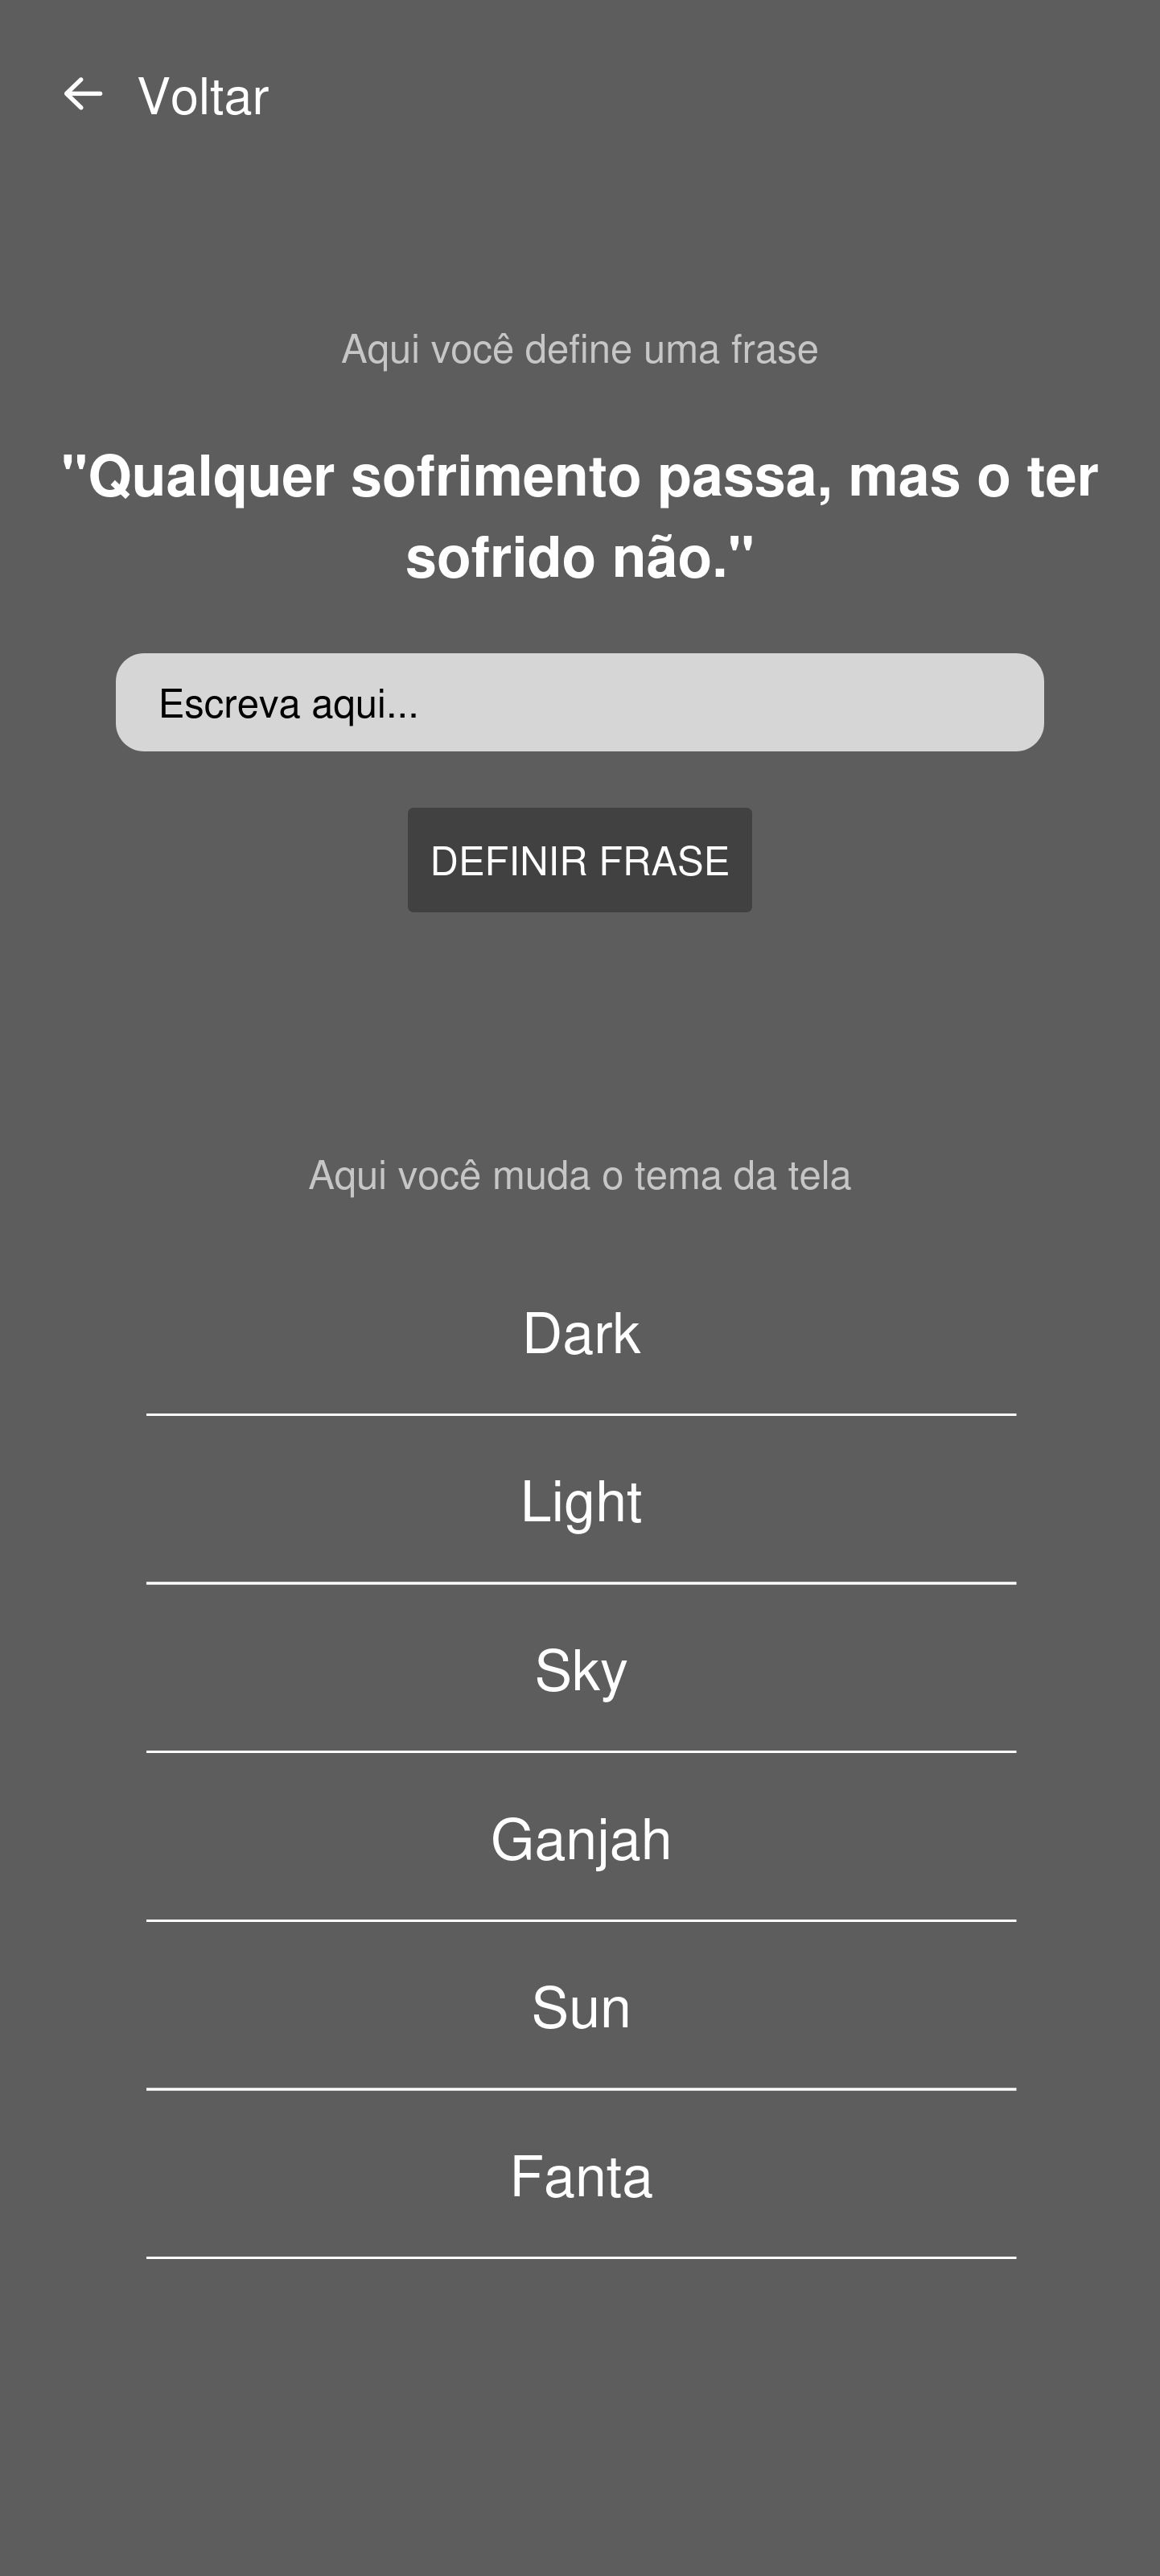 Voltar
Aqui você define uma frase
"Qualquer sofrimento passa, mas o ter
sofrido não."
Escreva aqui...
DEFINIR FRASE
Aqui você muda o tema da tela
Dark
Light
Sky
Ganjah
Sun
Fanta